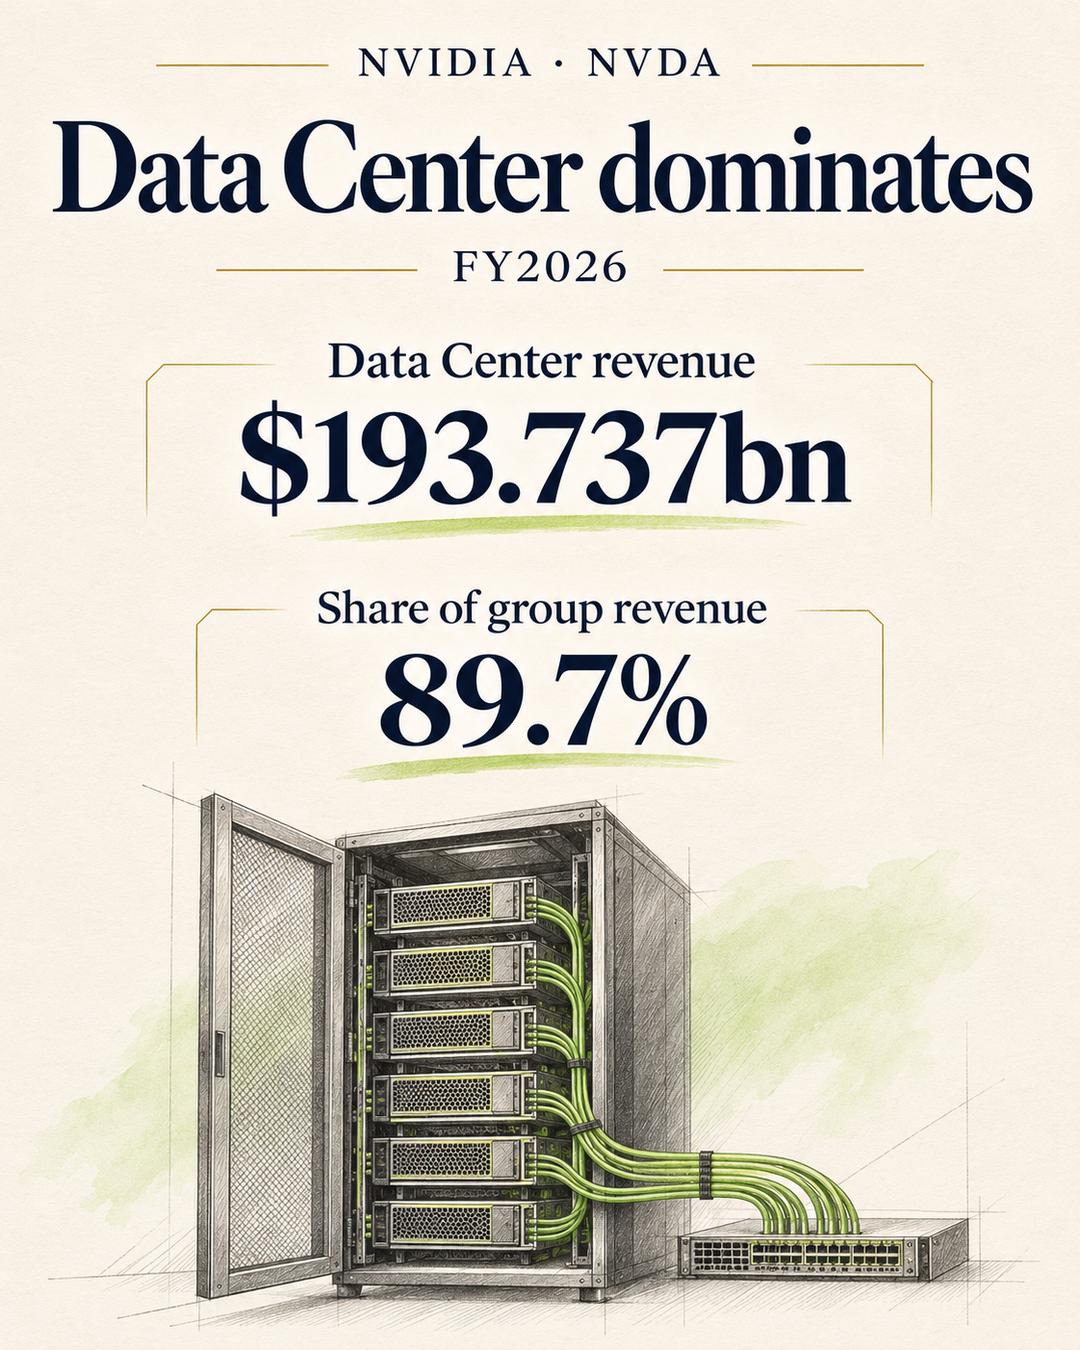 NVIDIA · NVDA
Data Center dominates
FY2026
Data Center revenue
$193.737bn
Share of group revenue
89.7%